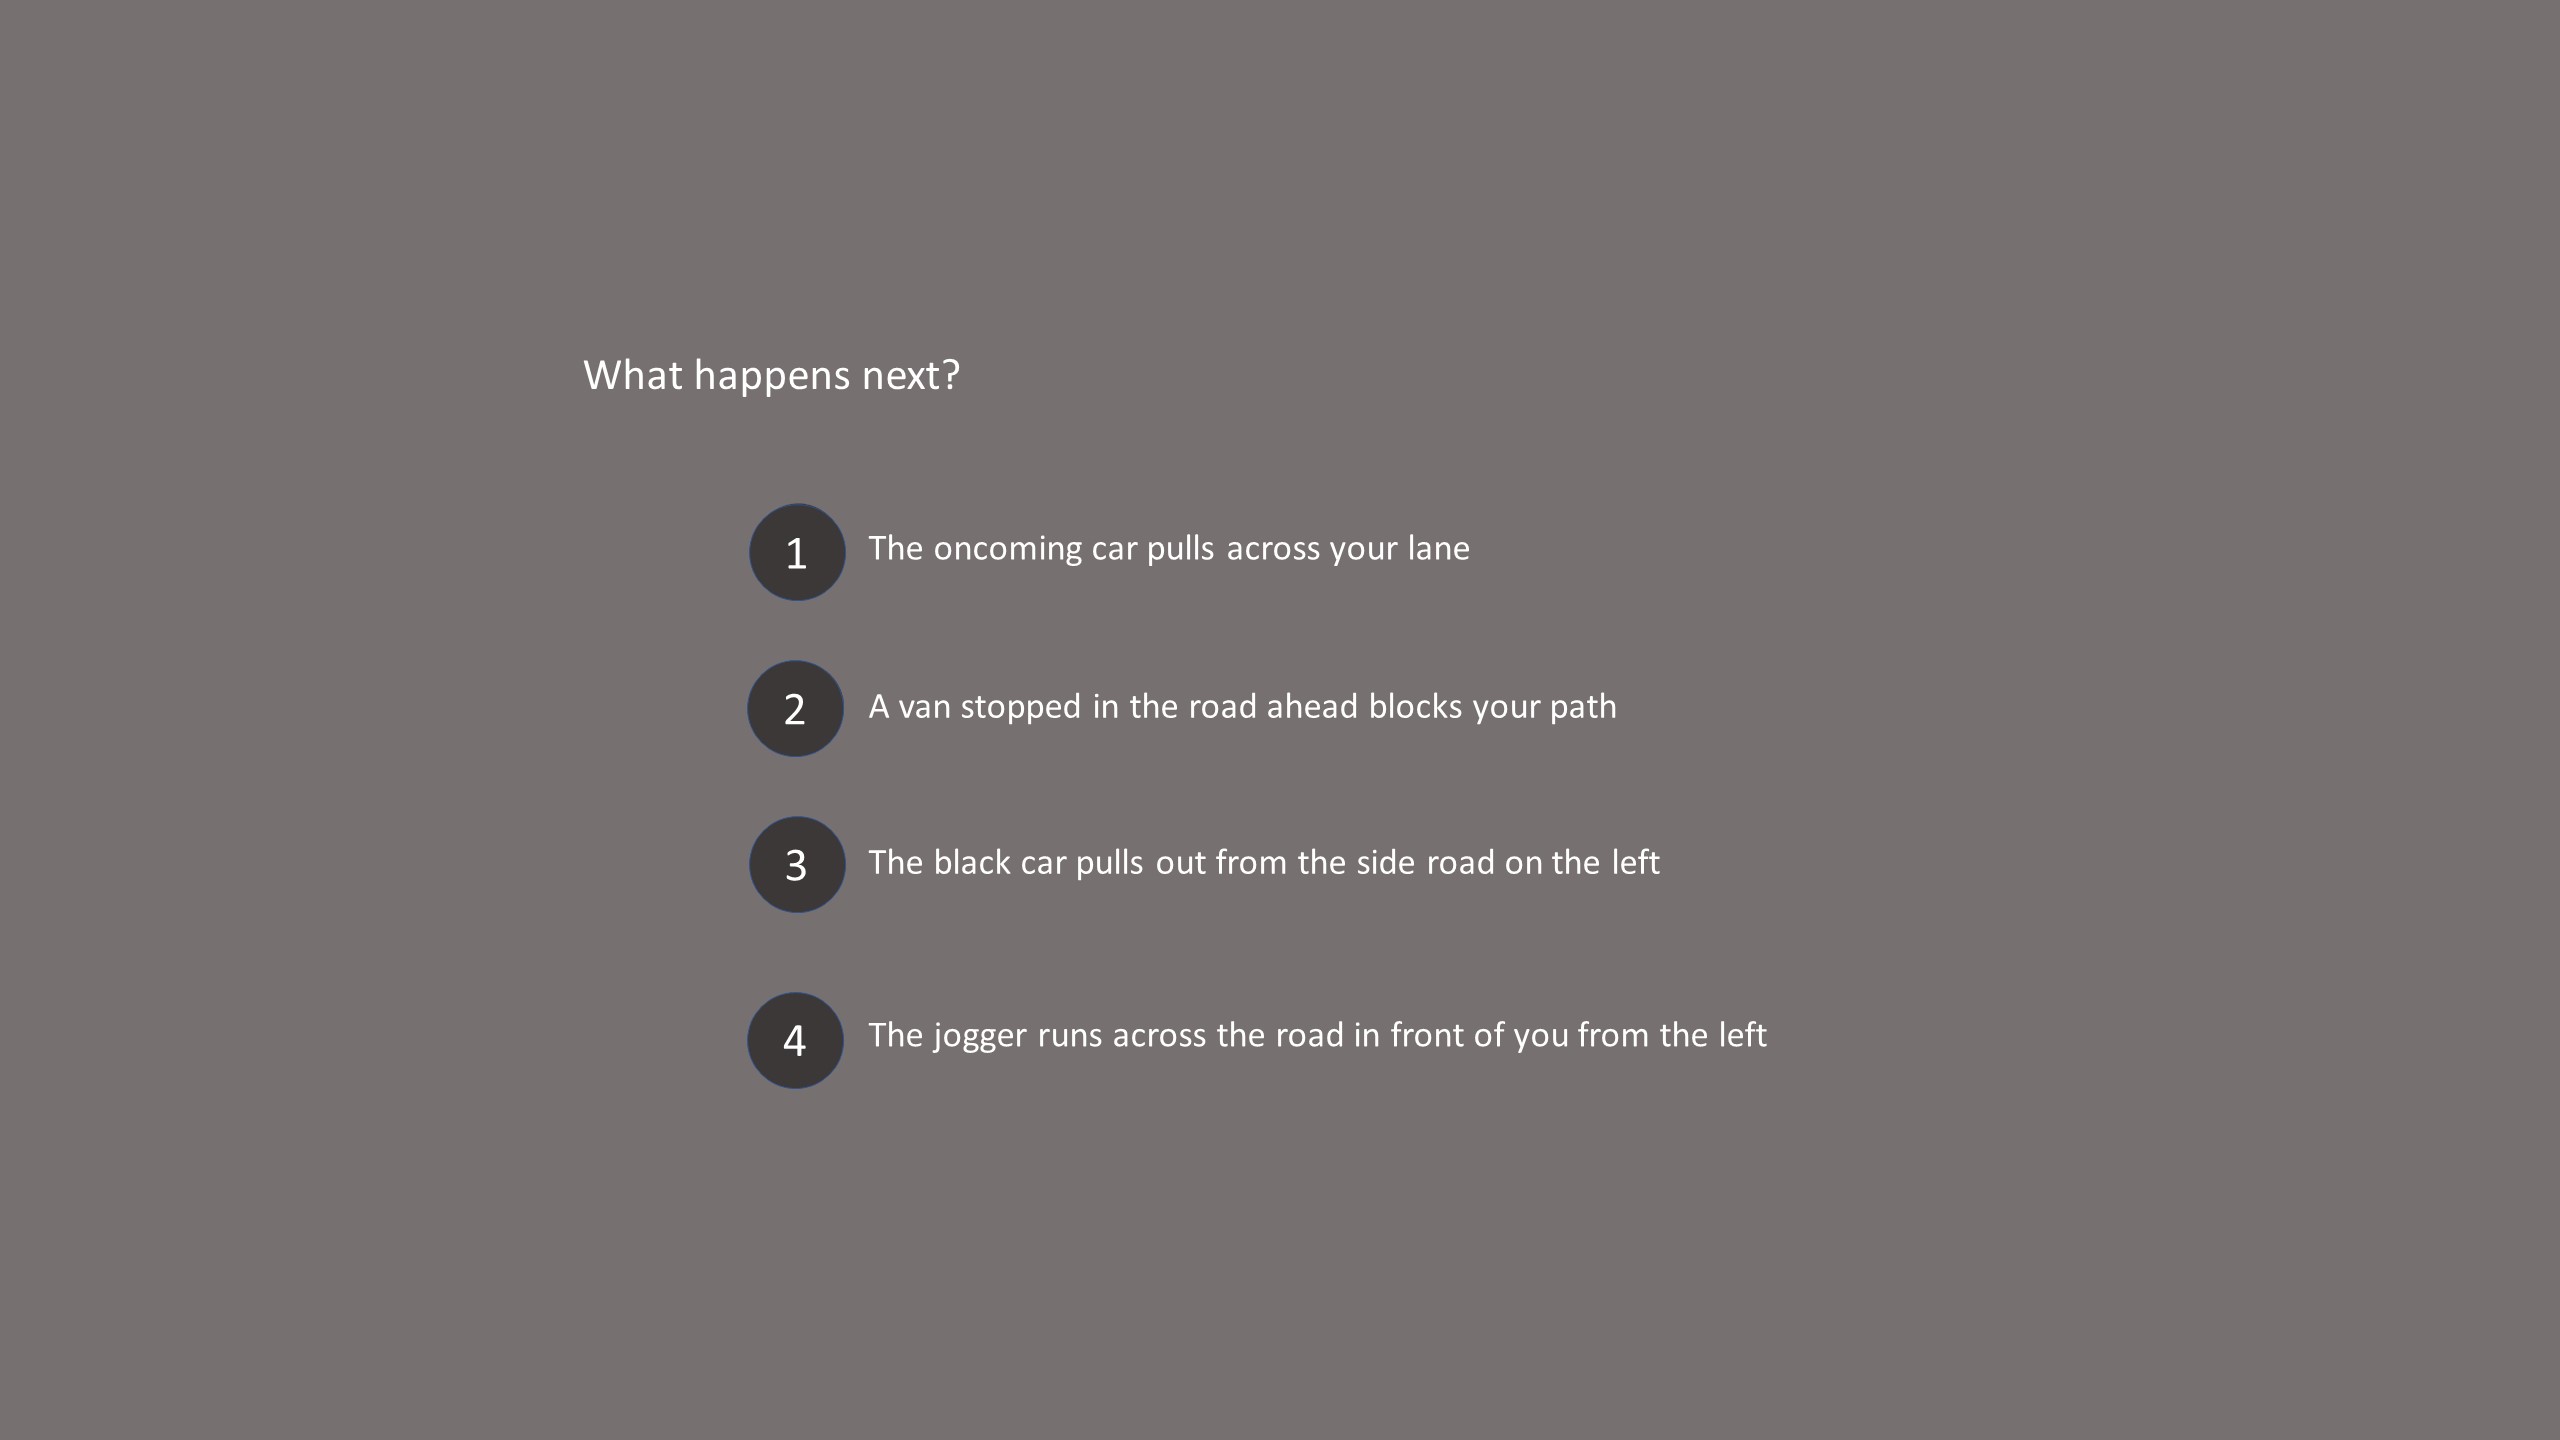 What happens next?
1 The oncoming car pulls across your lane
2 A van stopped in the road ahead blocks your path
3 The black car pulls out from the side road on the left
4 The jogger runs across the road in front of you from the left